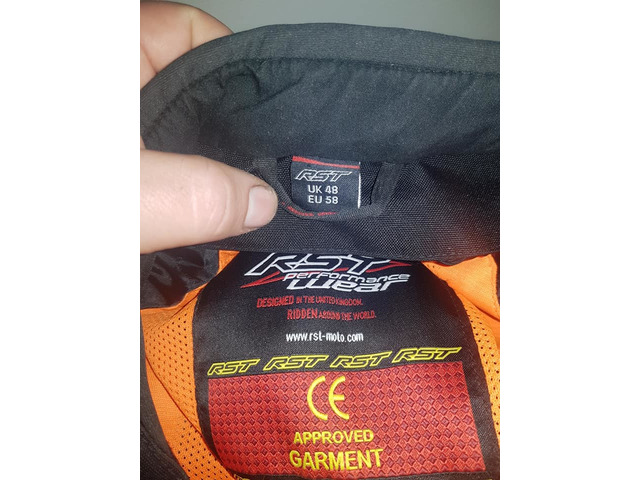 RST
UK 48
EU 58
RST
performance
wear
DESIGNED IN THE UNITED KINGDOM.
RIDDEN AROUND THE WORLD.
www.rst-moto.com
RST RST RST RST
CE
APPROVED
GARMENT